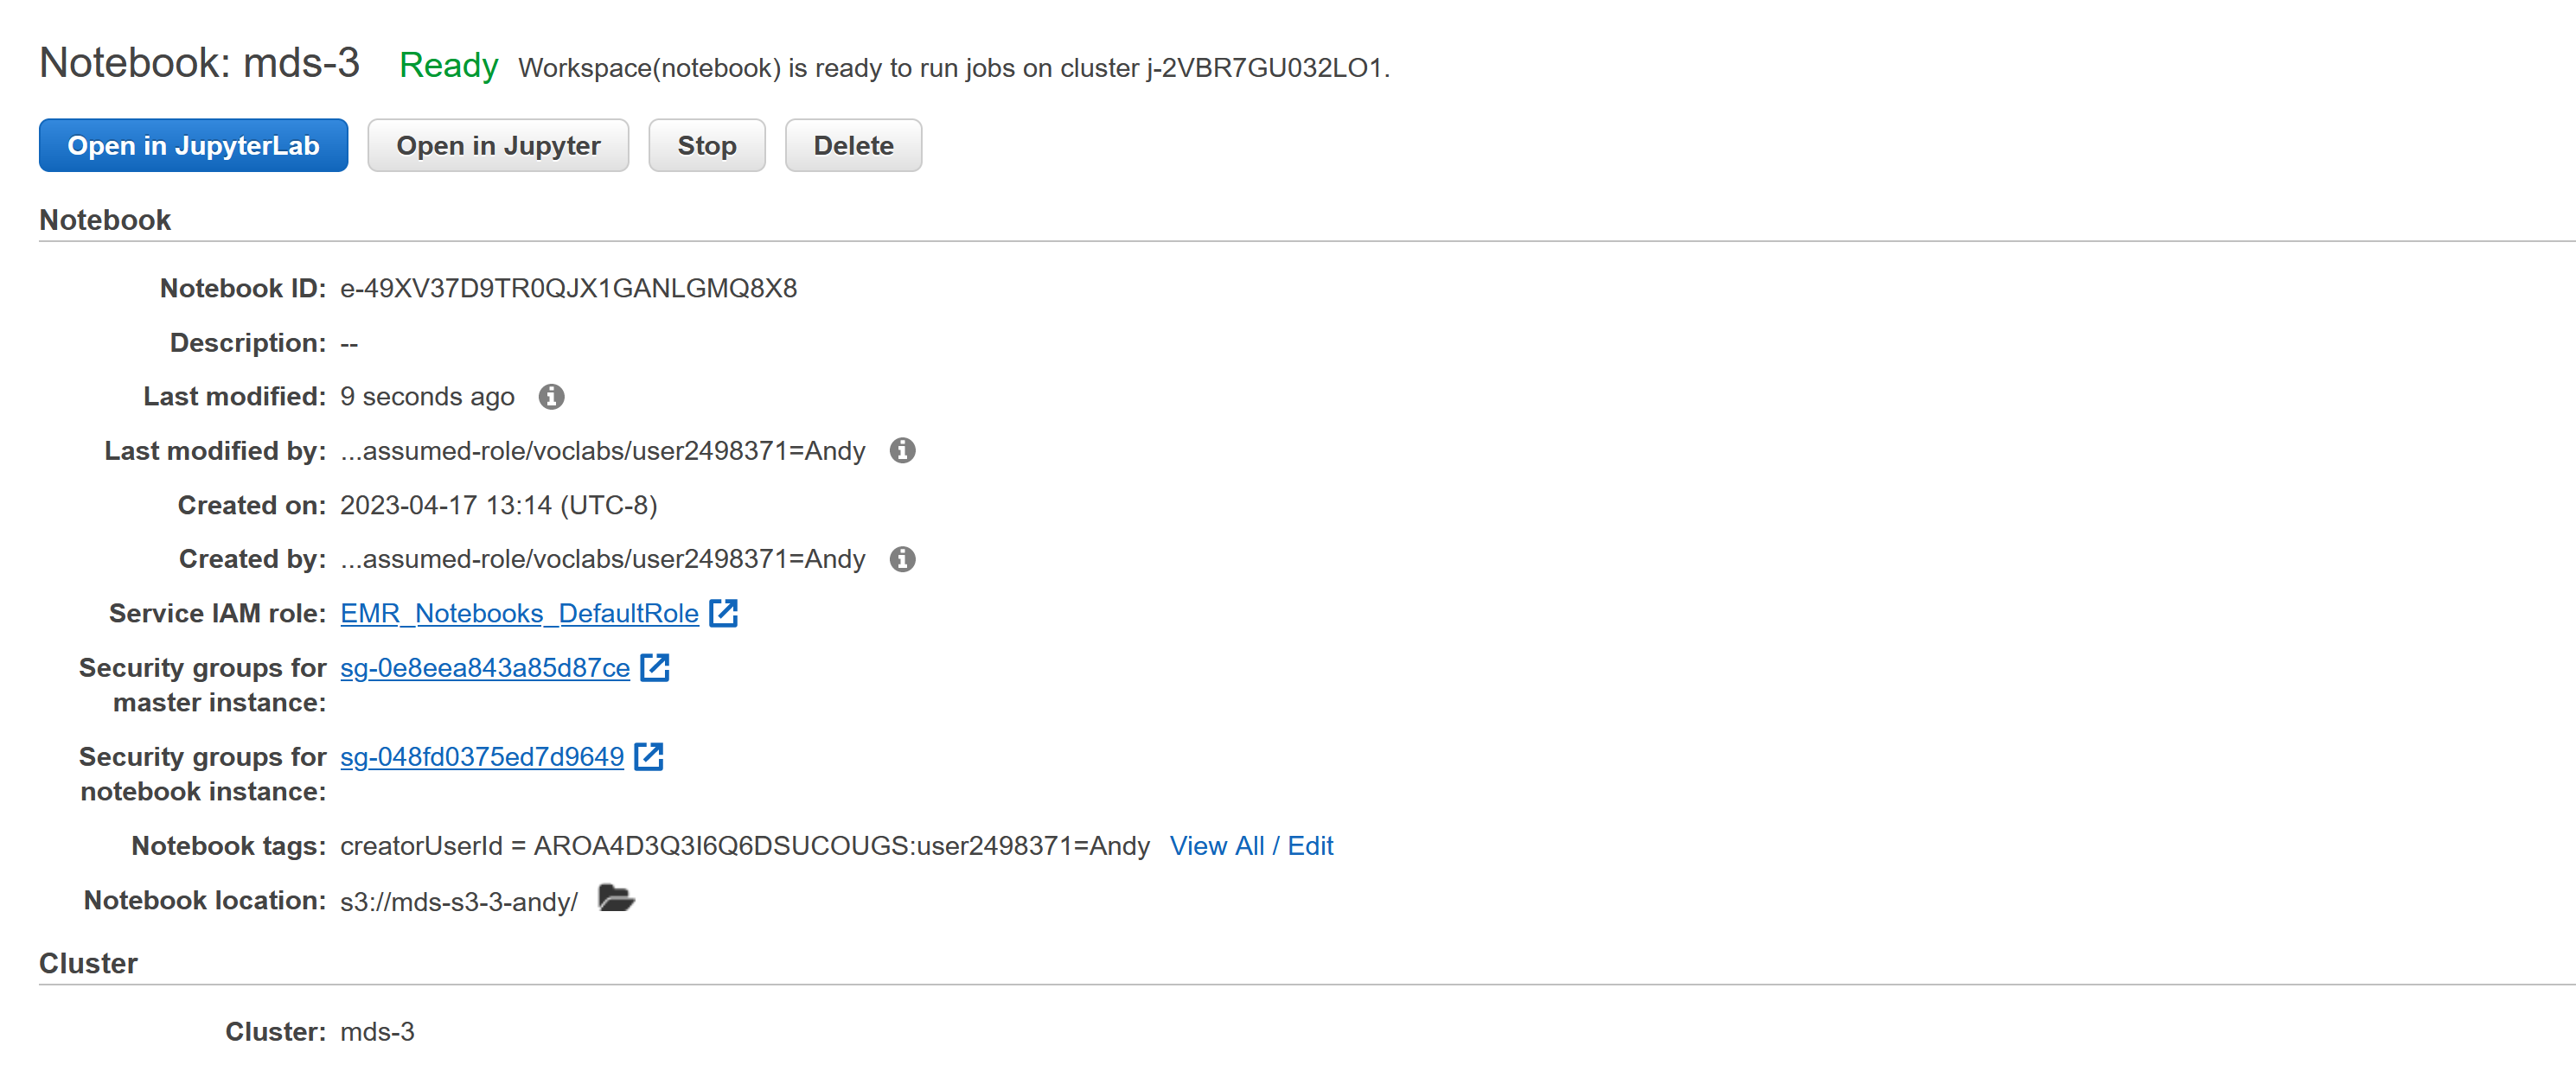 Notebook: mds-3 Ready Workspace(notebook) is ready to run jobs on cluster j-2VBR7GU032LO1.
Open in JupyterLab Open in Jupyter Stop Delete
Notebook
Notebook ID: e-49XV37D9TR0QJX1GANLGMQ8X8
Description: --
Last modified: 9 seconds ago
Last modified by: ...assumed-role/voclabs/user2498371=Andy
Created on: 2023-04-17 13:14 (UTC-8)
Created by: ...assumed-role/voclabs/user2498371=Andy
Service IAM role: EMR_Notebooks_DefaultRole
Security groups for sg-0e8eea843a85d87ce
master instance:
Security groups for sg-048fd0375ed7d9649
notebook instance:
Notebook tags: creatorUserId = AROA4D3Q3I6Q6DSUCOUGS:user2498371=Andy View All / Edit
Notebook location: s3://mds-s3-3-andy/
Cluster
Cluster: mds-3